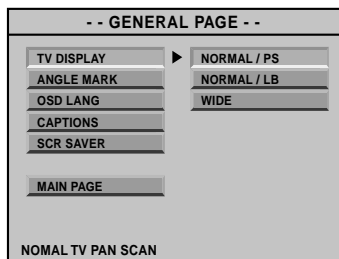 - - GENERAL PAGE - -
TV DISPLAY NORMAL / PS
ANGLE MARK NORMAL / LB
OSD LANG WIDE
CAPTIONS
SCR SAVER
MAIN PAGE
NOMAL TV PAN SCAN